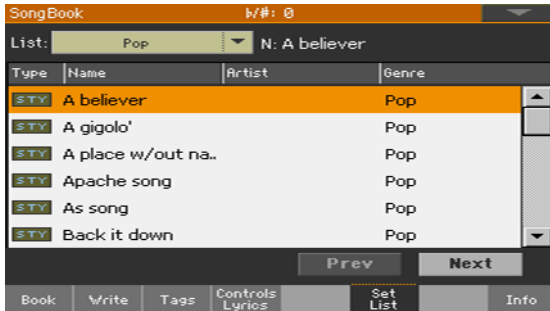 SongBook b/#: 0
List: Pop N: A believer
Type Name Artist Genre
STY A believer Pop
STY A gigolo' Pop
STY A place w/out na.. Pop
STY Apache song Pop
STY As song Pop
STY Back it down Pop
Prev Next
Book Write Tags Controls Lyrics Set List Info